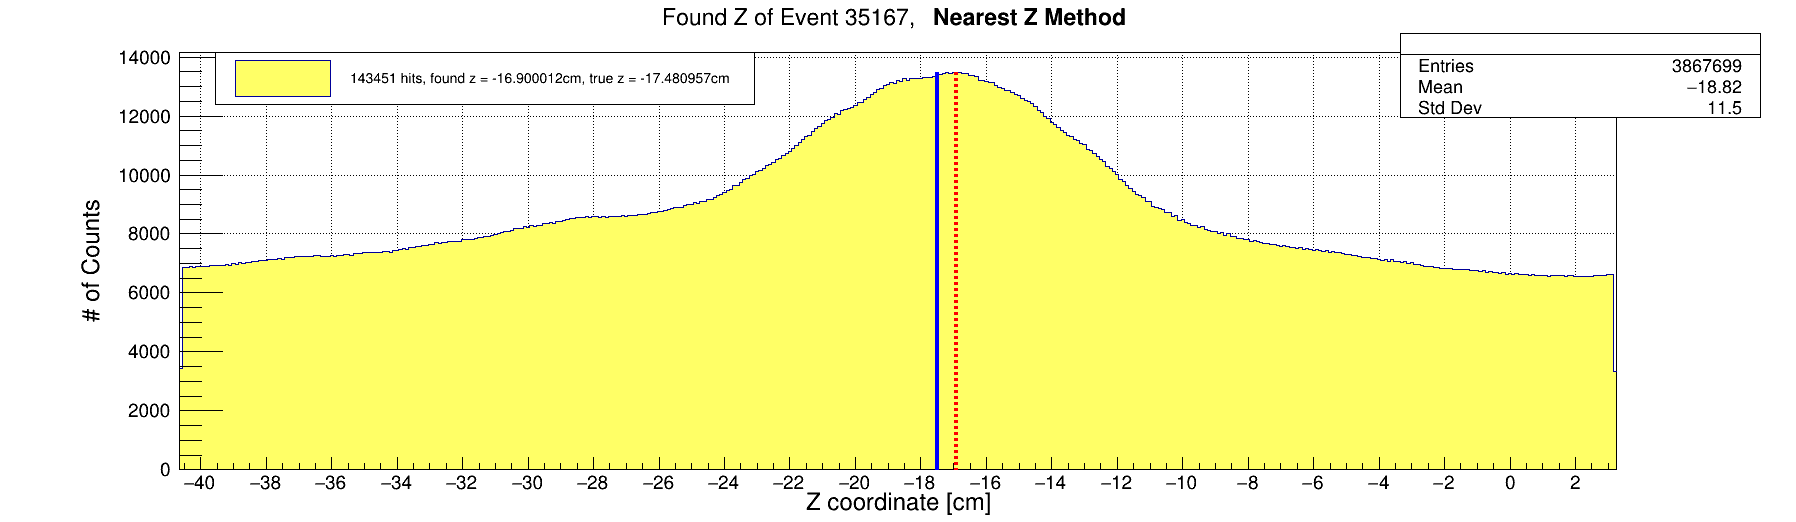 Found Z of Event 35167, Nearest Z Method
143451 hits, found z = -16.900012cm, true z = -17.480957cm
Entries 3867699
Mean −18.82
Std Dev 11.5
# of Counts
14000
12000
10000
8000
6000
4000
2000
0
−40 −38 −36 −34 −32 −30 −28 −26 −24 −22 −20 −18 −16 −14 −12 −10 −8 −6 −4 −2 0 2
Z coordinate [cm]